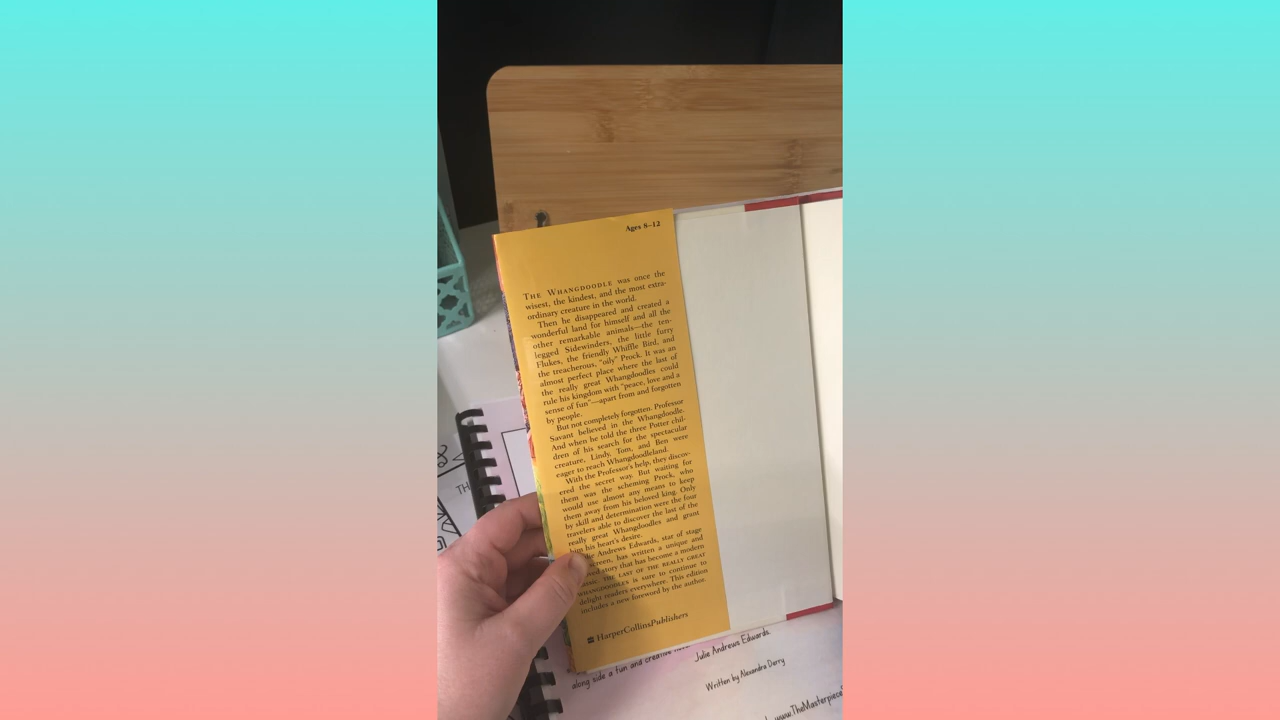 Ages 8–12
THE WHANGDOODLE was once the
wisest, the kindest, and the most extra-
ordinary creature in the world.
Then he disappeared and created a
wonderful land for himself and all the
other remarkable animals—the ten-
legged Sidewinders, the little furry
Flukes, the friendly Whiffle Bird, and
the treacherous, "oily" Prock. It was an
almost perfect place where the last of
the really great Whangdoodles could
rule his kingdom with "peace, love and a
sense of fun"—apart from and forgotten
by people.
But not completely forgotten. Professor
Savant believed in the Whangdoodle.
And when he told the three Potter chil-
dren of his search for the spectacular
creature, Lindy, Tom, and Ben were
eager to reach Whangdoodleland.
With the Professor's help, they discov-
ered the secret way. But waiting for
them was the scheming Prock, who
would use almost any means to keep
them away from his beloved king. Only
by skill and determination were the four
travelers able to discover the last of the
really great Whangdoodles and grant
him his heart's desire.
Andrews Edwards, star of stage
screen, has written a unique and
story that has become a modern
THE LAST OF THE REALLY GREAT
WHANGDOODLES is sure to continue to
delight readers everywhere. This edition
includes a new foreword by the author.
HarperCollinsPublishers
TH
along side a fun and creative
Julie Andrews Edwards.
Written by Alexandra Derry
www.TheMasterpiece